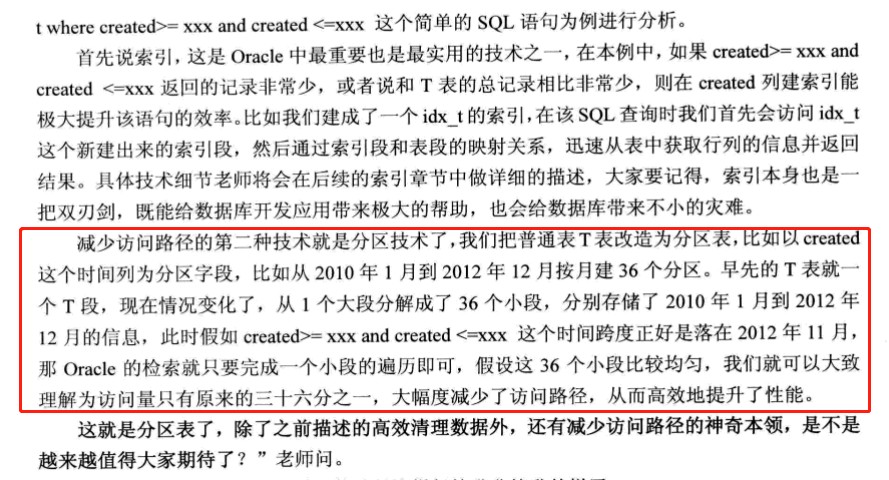 t where created>= xxx and created <=xxx 这个简单的 SQL 语句为例进行分析。
首先说索引，这是 Oracle 中最重要也是最实用的技术之一，在本例中，如果 created>= xxx and
created <=xxx 返回的记录非常少，或者说和 T 表的总记录相比非常少，则在 created 列建索引能
极大提升该语句的效率。比如我们建成了一个 idx_t 的索引，在该 SQL 查询时我们首先会访问 idx_t
这个新建出来的索引段，然后通过索引段和表段的映射关系，迅速从表中获取行列的信息并返回
结果。具体技术细节老师将会在后续的索引章节中做详细的描述，大家要记得，索引本身也是一
把双刃剑，既能给数据库开发应用带来极大的帮助，也会给数据库带来不小的灾难。
减少访问路径的第二种技术就是分区技术了，我们把普通表T表改造为分区表，比如以 created
这个时间列为分区字段，比如从 2010 年 1 月到 2012 年 12 月按月建 36 个分区。早先的 T 表就一
个 T 段，现在情况变化了，从 1 个大段分解成了 36 个小段，分别存储了 2010 年 1 月到 2012 年
12 月的信息，此时假如 created>= xxx and created <=xxx 这个时间跨度正好是落在 2012 年 11 月，
那 Oracle 的检索就只要完成一个小段的遍历即可，假设这 36 个小段比较均匀，我们就可以大致
理解为访问量只有原来的三十六分之一，大幅度减少了访问路径，从而高效地提升了性能。
这就是分区表了，除了之前描述的高效清理数据外，还有减少访问路径的神奇本领，是不是
越来越值得大家期待了？”老师问。